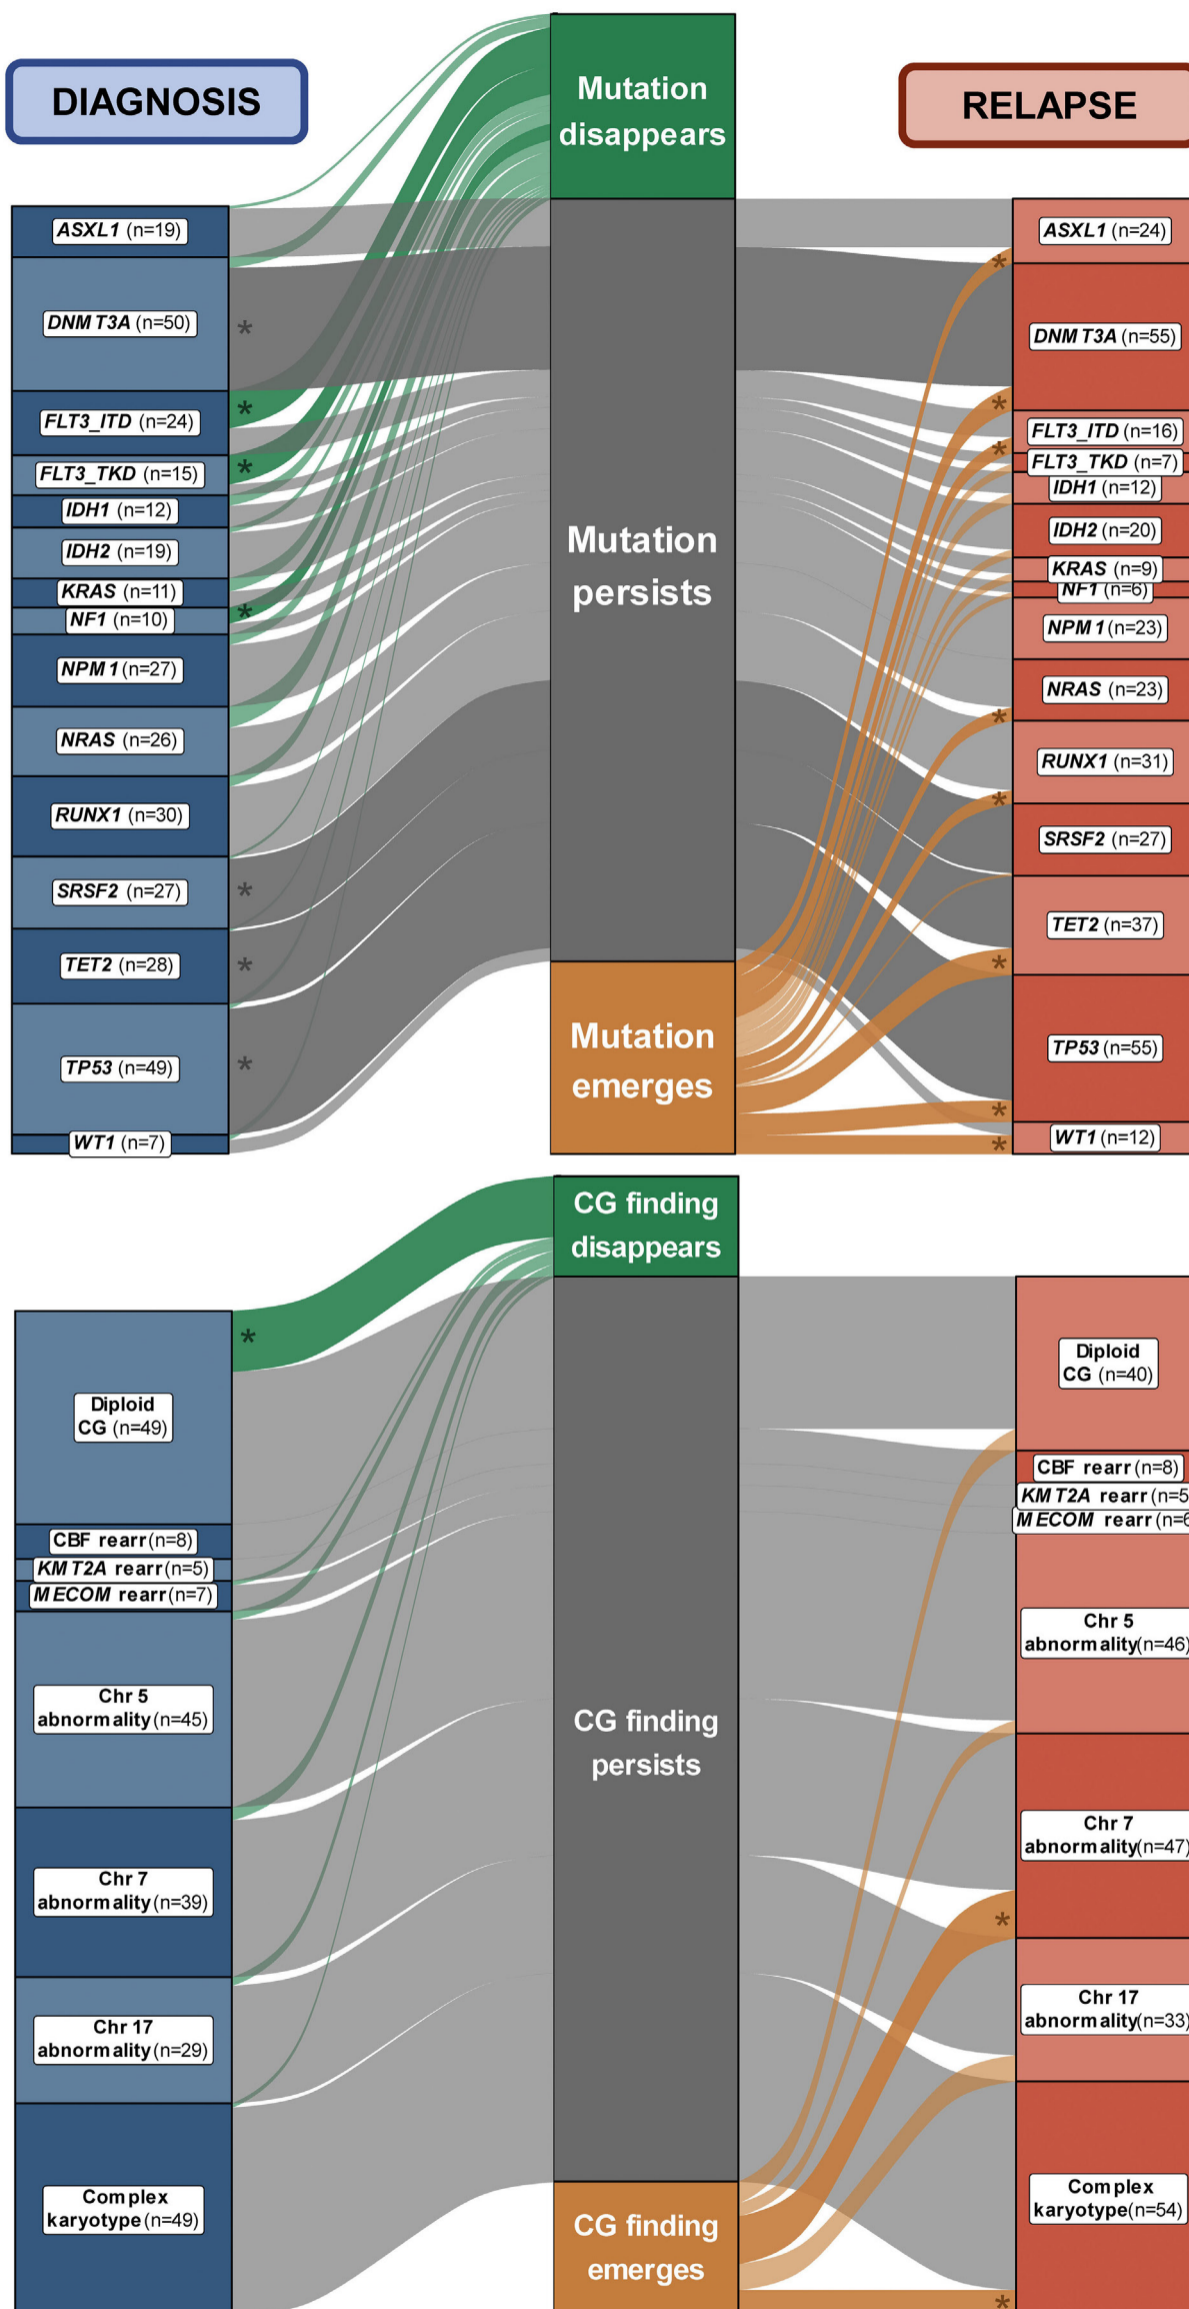 DIAGNOSIS
Mutation
disappears
RELAPSE
ASXL1 (n=19)
DNMT3A (n=50)
FLT3_ITD (n=24)
FLT3_TKD (n=15)
IDH1 (n=12)
IDH2 (n=19)
KRAS (n=11)
NF1 (n=10)
NPM1 (n=27)
NRAS (n=26)
RUNX1 (n=30)
SRSF2 (n=27)
TET2 (n=28)
TP53 (n=49)
WT1 (n=7)
*
*
*
*
*
*
*
Mutation
persists
Mutation
emerges
ASXL1 (n=24)
DNMT3A (n=55)
FLT3_ITD (n=16)
FLT3_TKD (n=7)
IDH1 (n=12)
IDH2 (n=20)
KRAS (n=9)
NF1 (n=6)
NPM1 (n=23)
NRAS (n=23)
RUNX1 (n=31)
SRSF2 (n=27)
TET2 (n=37)
TP53 (n=55)
WT1 (n=12)
*
*
*
*
*
*
*
*
CG finding
disappears
Diploid
CG (n=49)
CBF rearr(n=8)
KMT2A rearr(n=5)
MECOM rearr(n=7)
Chr 5
abnormality(n=45)
Chr 7
abnormality(n=39)
Chr 17
abnormality(n=29)
Complex
karyotype(n=49)
*
CG finding
persists
CG finding
emerges
Diploid
CG (n=40)
CBF rearr(n=8)
KMT2A rearr(n=5
MECOM rearr(n=6
Chr 5
abnormality(n=46)
Chr 7
abnormality(n=47)
Chr 17
abnormality(n=33)
Complex
karyotype(n=54)
*
*